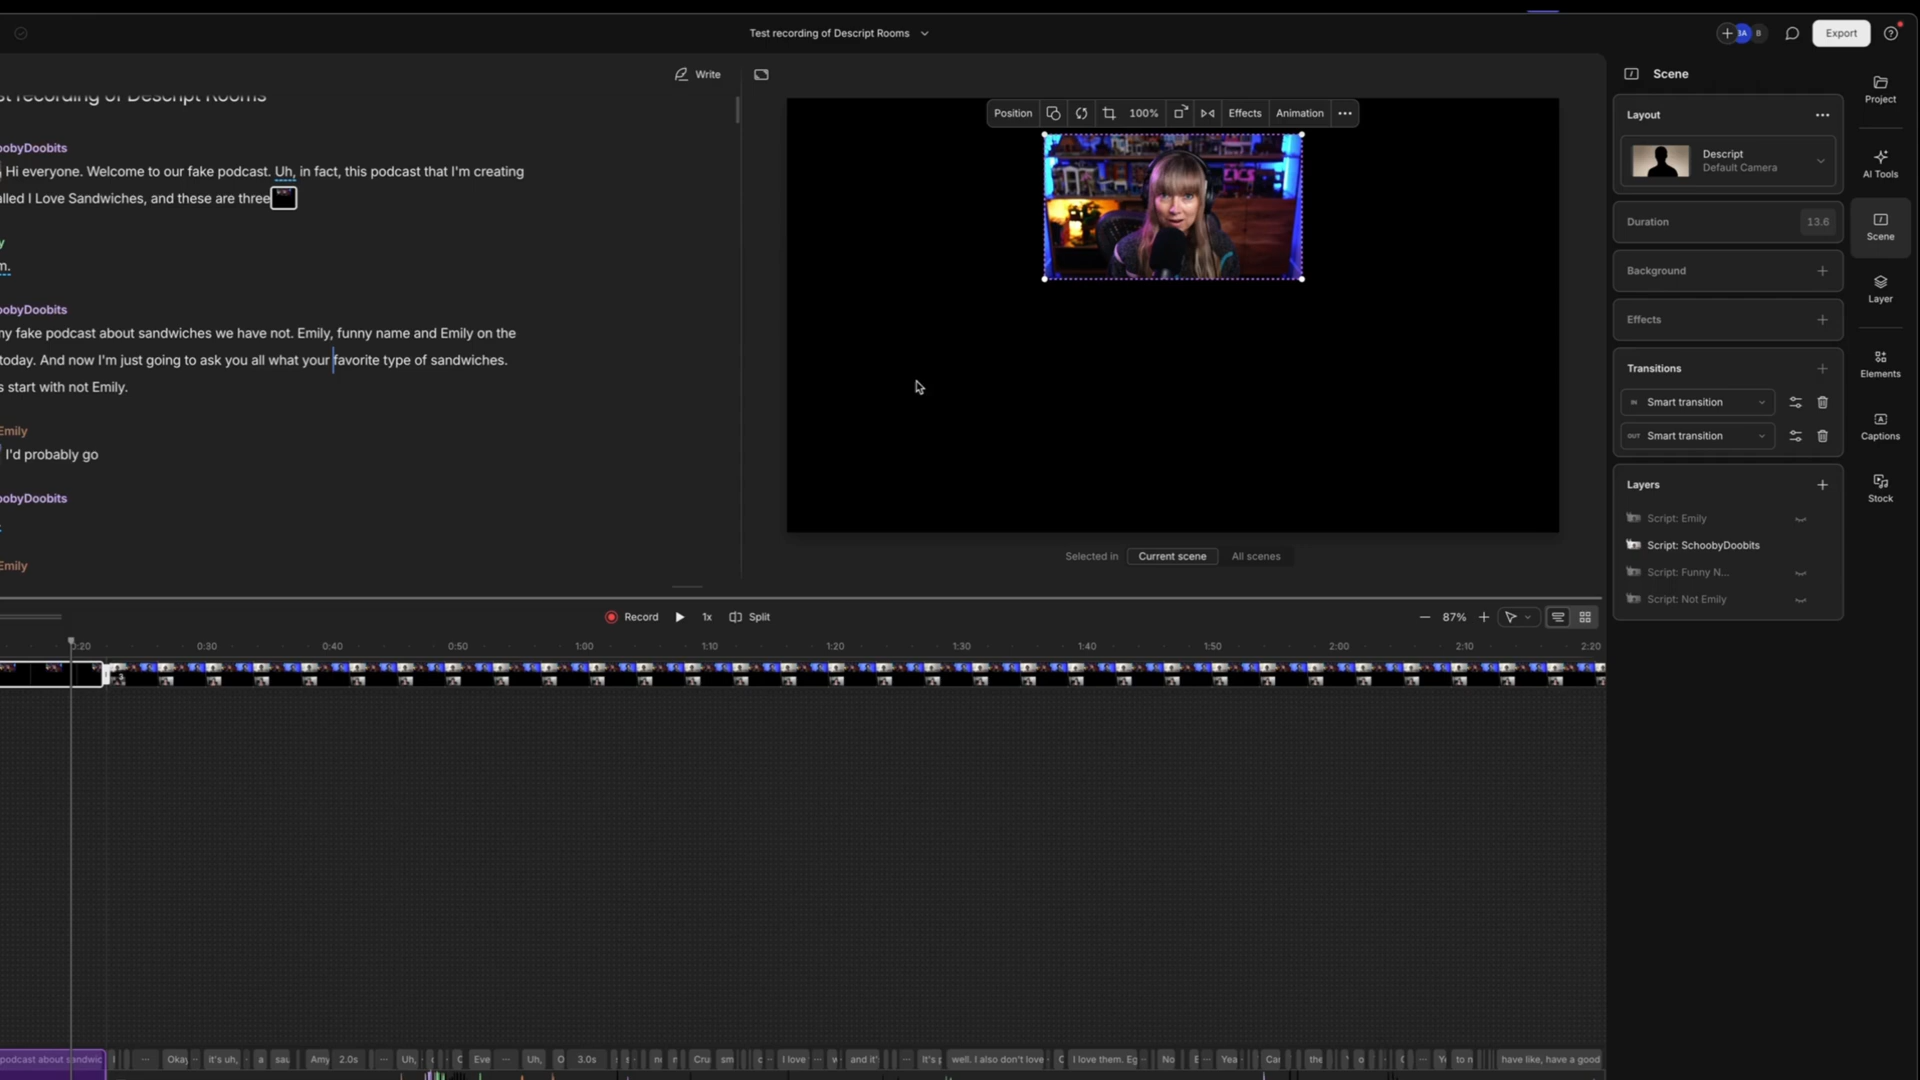 Test recording of Descript Rooms
BA
B
Export
Write
st recording of Descript Rooms
oobyDoobits
Hi everyone. Welcome to our fake podcast. Uh, in fact, this podcast that I'm creating
alled I Love Sandwiches, and these are three
y
m.
oobyDoobits
my fake podcast about sandwiches we have not. Emily, funny name and Emily on the
today. And now I'm just going to ask you all what your favorite type of sandwiches.
s start with not Emily.
Emily
I'd probably go
oobyDoobits
Emily
Position
100%
Effects
Animation
Selected in
Current scene
All scenes
Scene
Layout
Descript
Default Camera
Duration
13.6
Background
Effects
Transitions
IN Smart transition
OUT Smart transition
Layers
Script: Emily
Script: SchoobyDoobits
Script: Funny N...
Script: Not Emily
Project
AI Tools
Scene
Layer
Elements
Captions
Stock
Record
1x
Split
87%
0:20 0:30 0:40 0:50 1:00 1:10 1:20 1:30 1:40 1:50 2:00 2:10 2:20
podcast about sandwic ... Okay it's uh, a sau Amy 2.0s ... Uh, Eve ... Uh, O 3.0s Cru sm I love ... and it' ... It's p well. I also don't love I love them. Eg No Yea Car the o to n have like, have a good